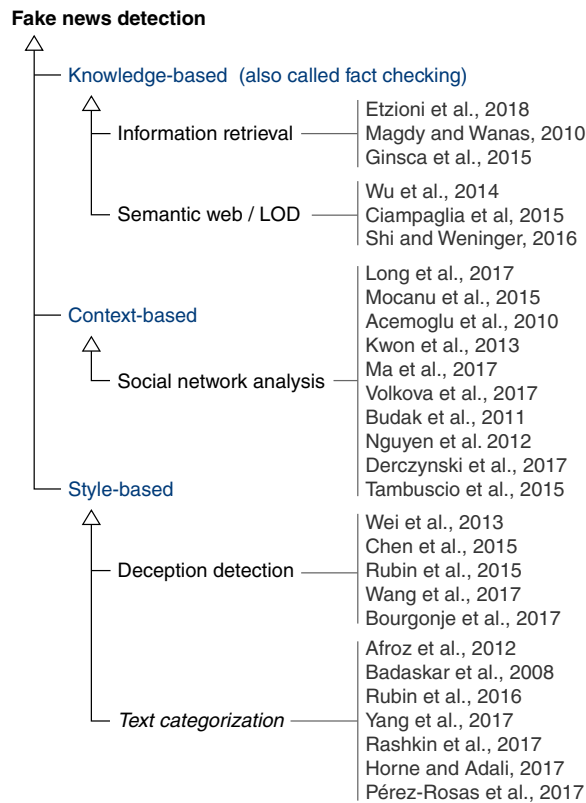 Fake news detection
Knowledge-based (also called fact checking)
Information retrieval
Etzioni et al., 2018
Magdy and Wanas, 2010
Ginsca et al., 2015
Semantic web / LOD
Wu et al., 2014
Ciampaglia et al, 2015
Shi and Weninger, 2016
Context-based
Social network analysis
Long et al., 2017
Mocanu et al., 2015
Acemoglu et al., 2010
Kwon et al., 2013
Ma et al., 2017
Volkova et al., 2017
Budak et al., 2011
Nguyen et al. 2012
Derczynski et al., 2017
Tambuscio et al., 2015
Style-based
Deception detection
Wei et al., 2013
Chen et al., 2015
Rubin et al., 2015
Wang et al., 2017
Bourgonje et al., 2017
Text categorization
Afroz et al., 2012
Badaskar et al., 2008
Rubin et al., 2016
Yang et al., 2017
Rashkin et al., 2017
Horne and Adali, 2017
Pérez-Rosas et al., 2017